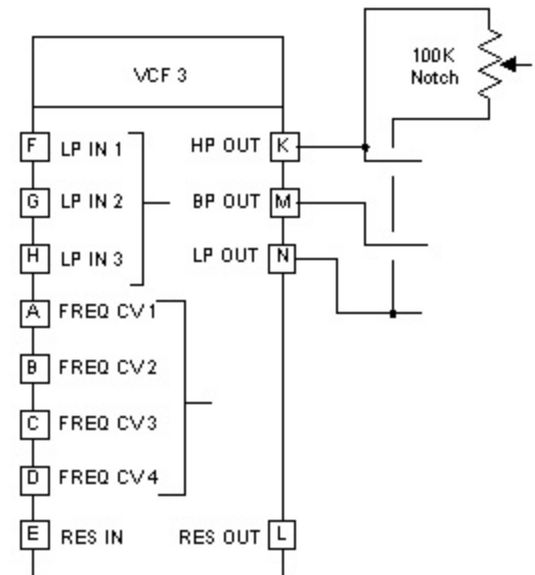 VCF 3
100K
Notch
F LP IN 1
HP OUT K
G LP IN 2
BP OUT M
H LP IN 3
LP OUT N
A FREQ CV1
B FREQ CV2
C FREQ CV3
D FREQ CV4
E RES IN
RES OUT L